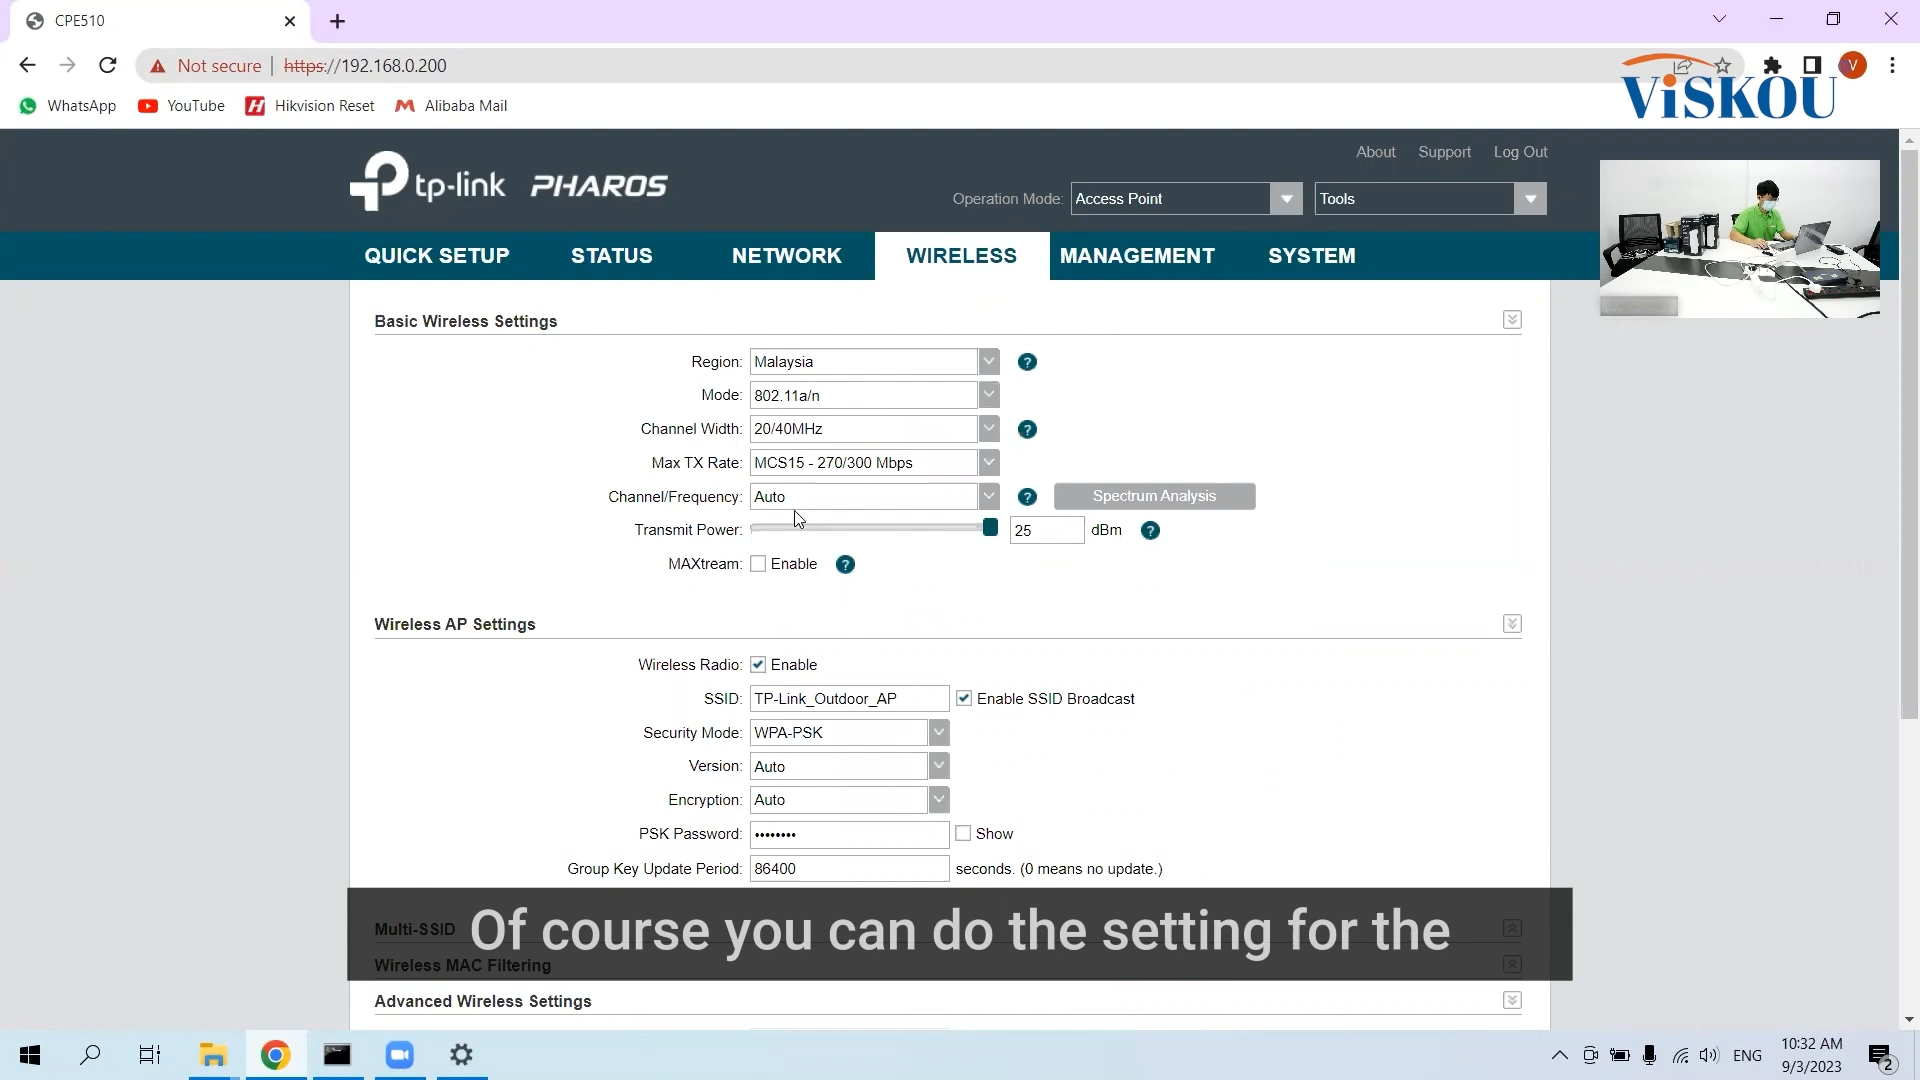 CPE510
Not secure | https://192.168.0.200
WhatsApp YouTube Hikvision Reset Alibaba Mail
V
ViSKOU
About Support Log Out
tp-link PHAROS
Operation Mode: Access Point Tools
QUICK SETUP STATUS NETWORK WIRELESS MANAGEMENT SYSTEM
Basic Wireless Settings
Region: Malaysia ?
Mode: 802.11a/n
Channel Width: 20/40MHz ?
Max TX Rate: MCS15 - 270/300 Mbps
Channel/Frequency: Auto ? Spectrum Analysis
Transmit Power: 25 dBm ?
MAXtream: Enable ?
Wireless AP Settings
Wireless Radio: Enable
SSID: TP-Link_Outdoor_AP Enable SSID Broadcast
Security Mode: WPA-PSK
Version: Auto
Encryption: Auto
PSK Password: •••••••• Show
Group Key Update Period: 86400 seconds. (0 means no update.)
Multi-SSID
Of course you can do the setting for the
Wireless MAC Filtering
Advanced Wireless Settings
ENG
10:32 AM
9/3/2023
2